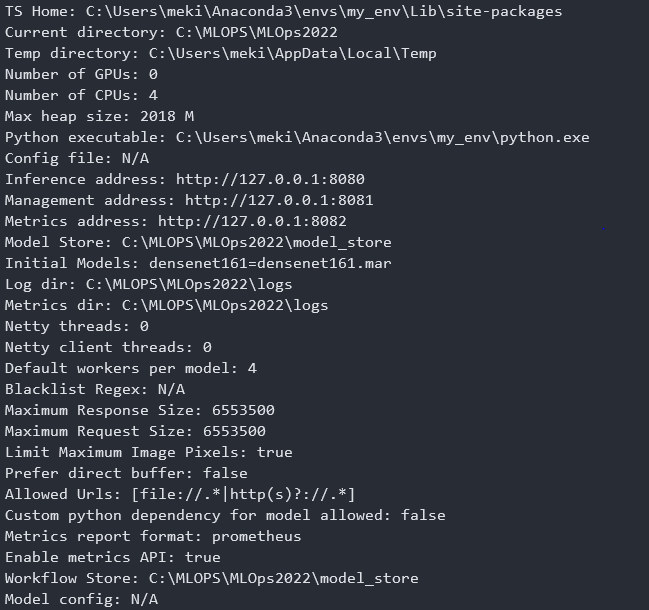 TS Home: C:\Users\meki\Anaconda3\envs\my_env\Lib\site-packages
Current directory: C:\MLOPS\MLOps2022
Temp directory: C:\Users\meki\AppData\Local\Temp
Number of GPUs: 0
Number of CPUs: 4
Max heap size: 2018 M
Python executable: C:\Users\meki\Anaconda3\envs\my_env\python.exe
Config file: N/A
Inference address: http://127.0.0.1:8080
Management address: http://127.0.0.1:8081
Metrics address: http://127.0.0.1:8082
Model Store: C:\MLOPS\MLOps2022\model_store
Initial Models: densenet161=densenet161.mar
Log dir: C:\MLOPS\MLOps2022\logs
Metrics dir: C:\MLOPS\MLOps2022\logs
Netty threads: 0
Netty client threads: 0
Default workers per model: 4
Blacklist Regex: N/A
Maximum Response Size: 6553500
Maximum Request Size: 6553500
Limit Maximum Image Pixels: true
Prefer direct buffer: false
Allowed Urls: [file://.*|http(s)?://.*]
Custom python dependency for model allowed: false
Metrics report format: prometheus
Enable metrics API: true
Workflow Store: C:\MLOPS\MLOps2022\model_store
Model config: N/A